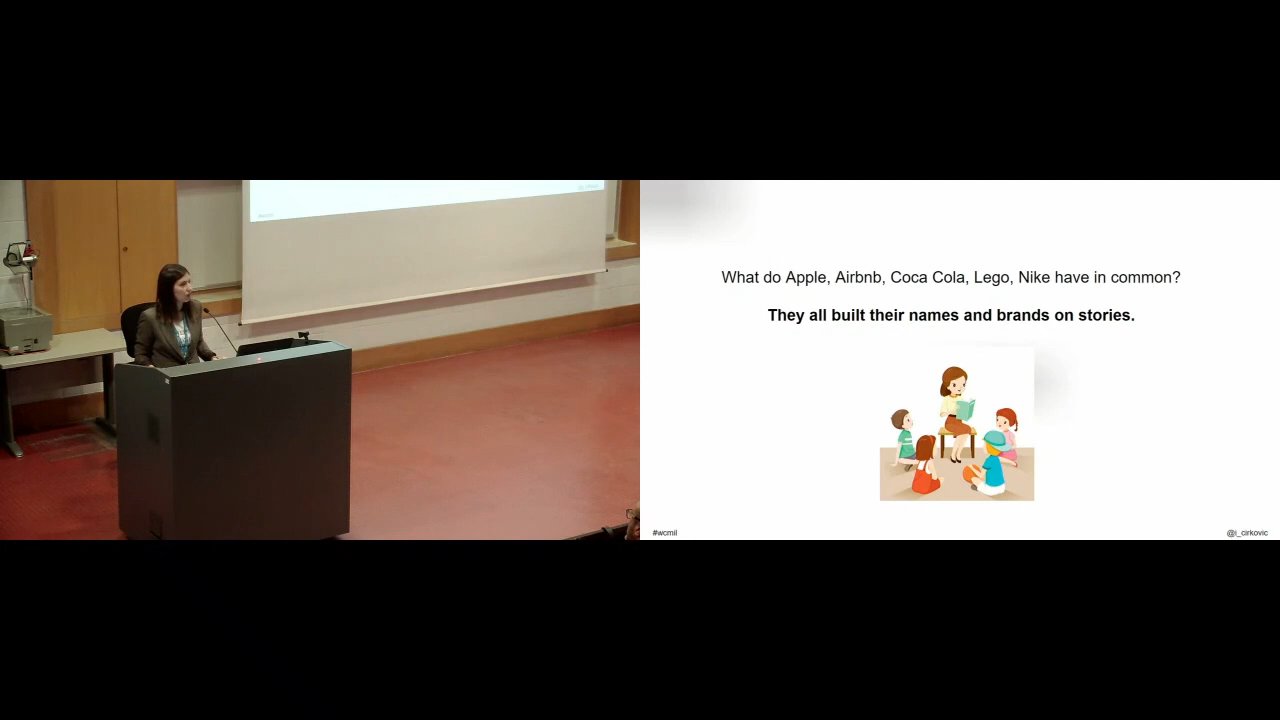 What do Apple, Airbnb, Coca Cola, Lego, Nike have in common?
They all built their names and brands on stories.
#wcmil
@i_cirkovic